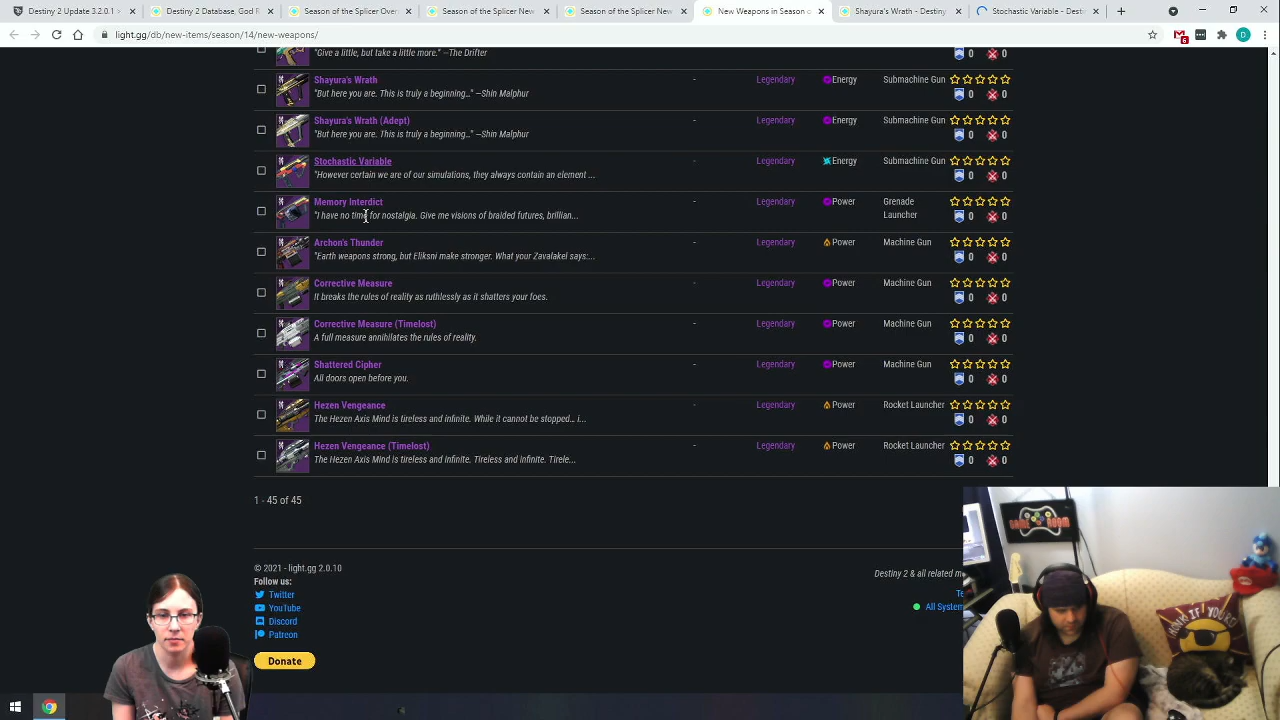 Destiny 2 Update 3.2.0.1
Destiny 2 Database, God R
Season of the Splicer Over
Season of the Splicer New
Season of the Splicer New
New Weapons in Season o
Shayura's Wrath - Destiny
Stochastic Variable - Desti
light.gg/db/new-items/season/14/new-weapons/
6
D
"Give a little, but take a little more." —The Drifter
0 0
Shayura's Wrath - Legendary Energy Submachine Gun
"But here you are. This is truly a beginning…" —Shin Malphur 0 0
Shayura's Wrath (Adept) - Legendary Energy Submachine Gun
"But here you are. This is truly a beginning…" —Shin Malphur 0 0
Stochastic Variable - Legendary Energy Submachine Gun
"However certain we are of our simulations, they always contain an element ... 0 0
Memory Interdict - Legendary Power Grenade
"I have no time for nostalgia. Give me visions of braided futures, brillian... Launcher 0 0
Archon's Thunder - Legendary Power Machine Gun
"Earth weapons strong, but Eliksni make stronger. What your Zavalakel says:... 0 0
Corrective Measure - Legendary Power Machine Gun
It breaks the rules of reality as ruthlessly as it shatters your foes. 0 0
Corrective Measure (Timelost) - Legendary Power Machine Gun
A full measure annihilates the rules of reality. 0 0
Shattered Cipher - Legendary Power Machine Gun
All doors open before you. 0 0
Hezen Vengeance - Legendary Power Rocket Launcher
The Hezen Axis Mind is tireless and infinite. While it cannot be stopped… i... 0 0
Hezen Vengeance (Timelost) - Legendary Power Rocket Launcher
The Hezen Axis Mind is tireless and infinite. Tireless and infinite. Tirele... 0 0
1 - 45 of 45
© 2021 - light.gg 2.0.10
Destiny 2 & all related m
Follow us:
Twitter
Te
YouTube
All System
Discord
Patreon
Donate
GAME ROOM
HONK IF YOU'RE